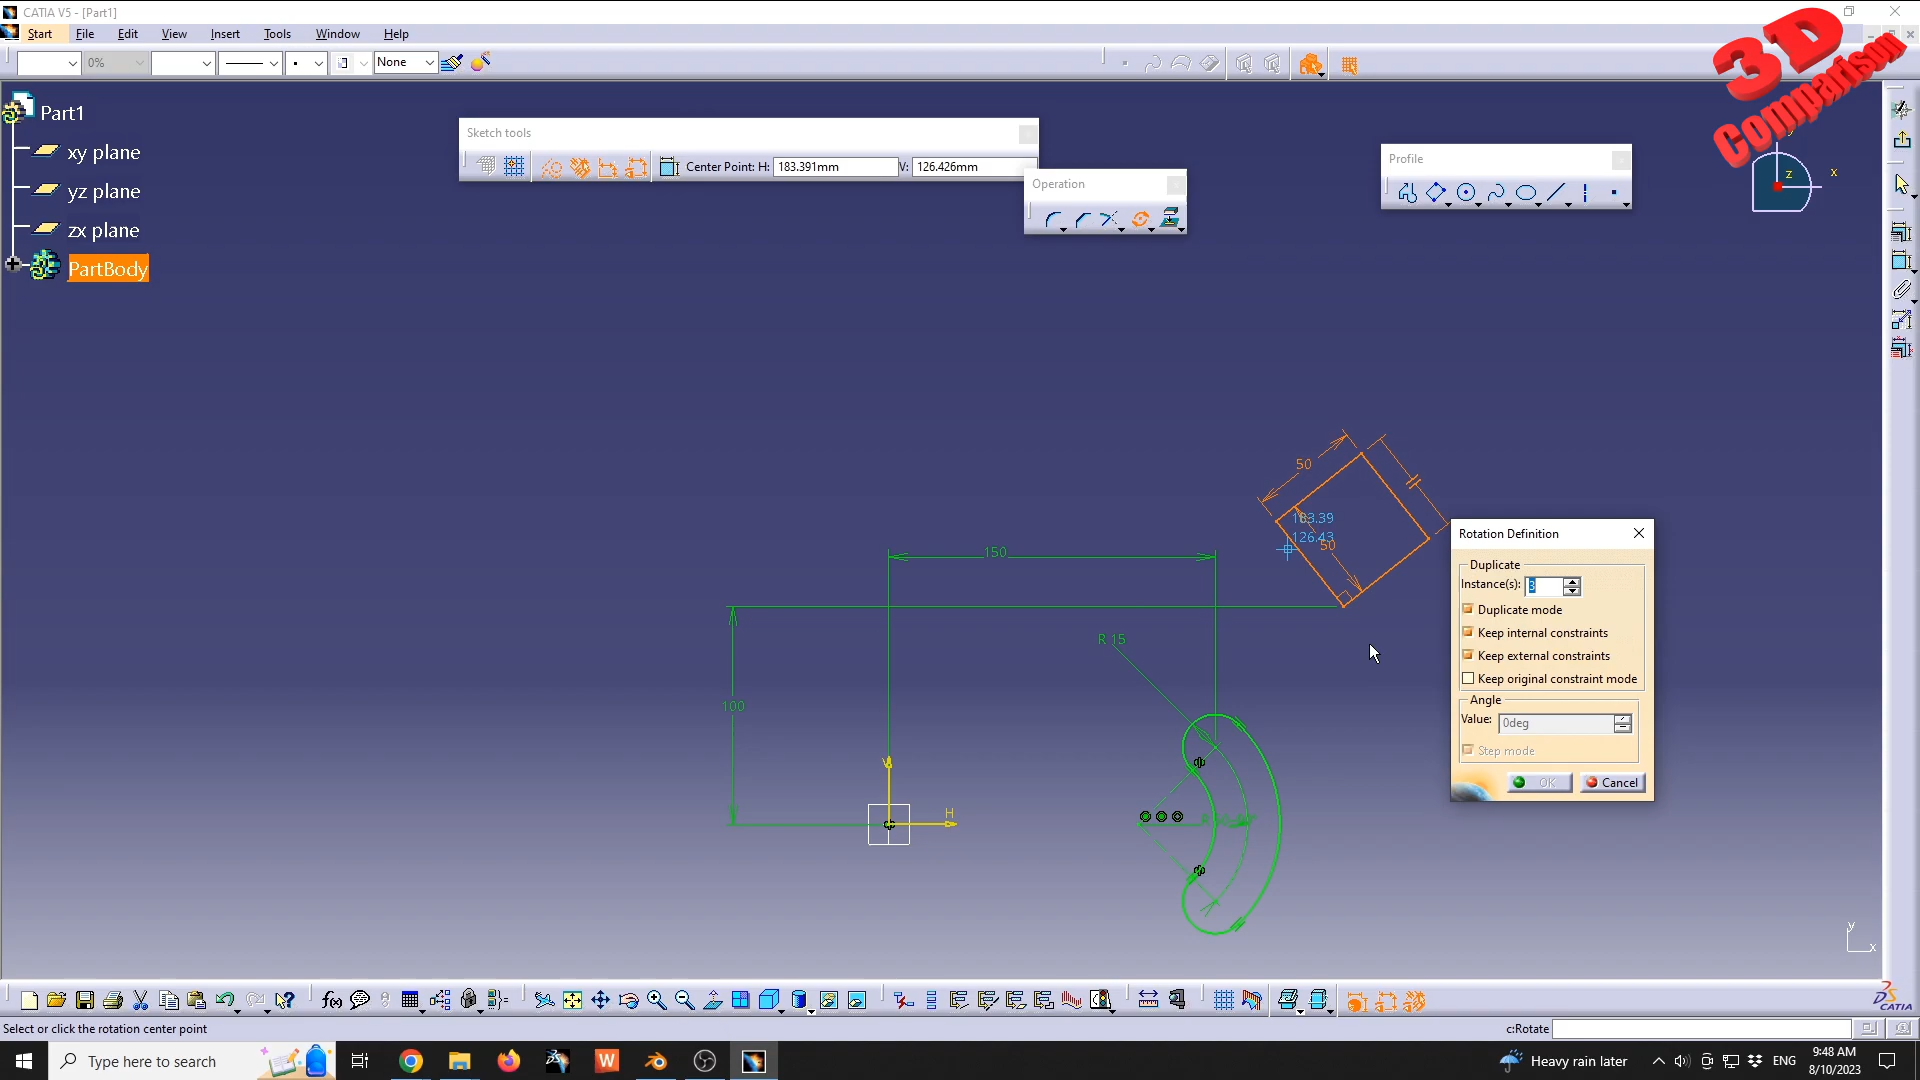 CATIA V5 - [Part1]
Start File Edit View Insert Tools Window Help
0%
None
3D
Comparison
Part1
xy plane
yz plane
zx plane
PartBody
Sketch tools
Center Point: H: 183.391mm V: 126.426mm
Operation
Profile
z
x
y
50
183.39
126.43
50
150
R 15
100
H
V
Rotation Definition
Duplicate
Instance(s): 3
Duplicate mode
Keep internal constraints
Keep external constraints
Keep original constraint mode
Angle
Value: 0deg
Step mode
OK Cancel
y
x
f(x)
CATIA
Select or click the rotation center point
c:Rotate
Type here to search
W
Heavy rain later
ENG
9:48 AM
8/10/2023